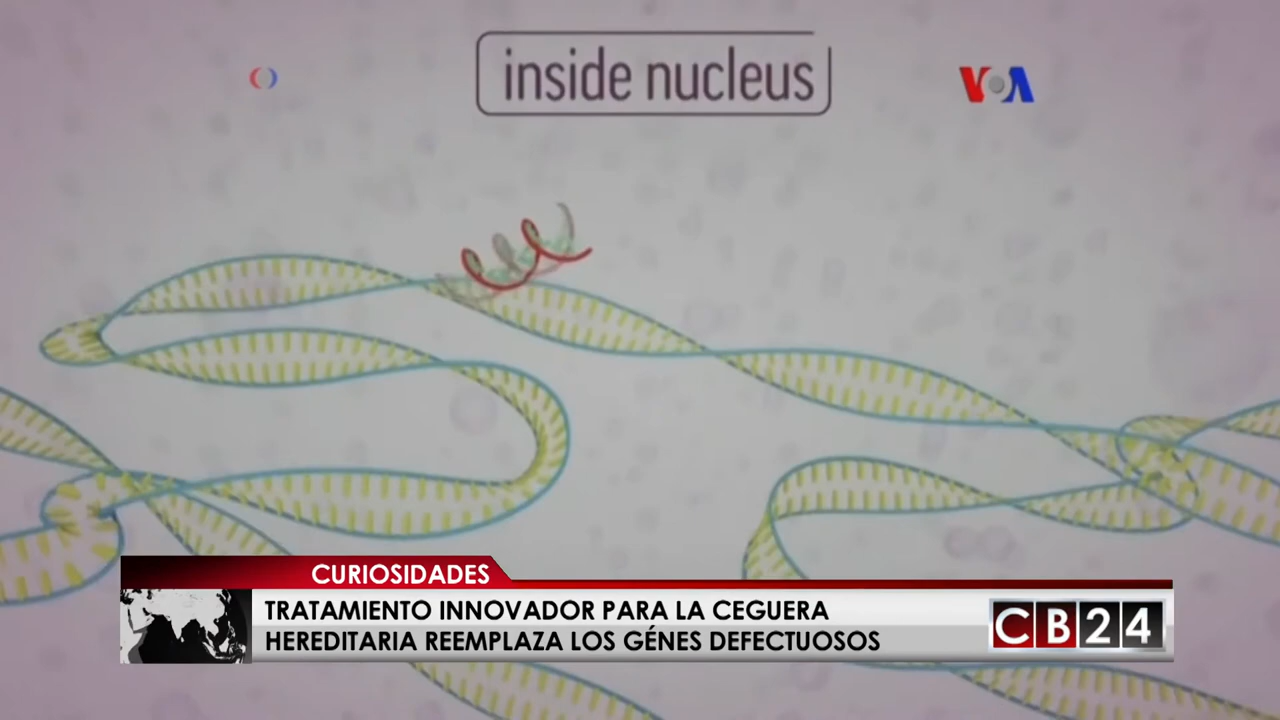 inside nucleus
VOA
CURIOSIDADES
TRATAMIENTO INNOVADOR PARA LA CEGUERA
HEREDITARIA REEMPLAZA LOS GÉNES DEFECTUOSOS
CB24